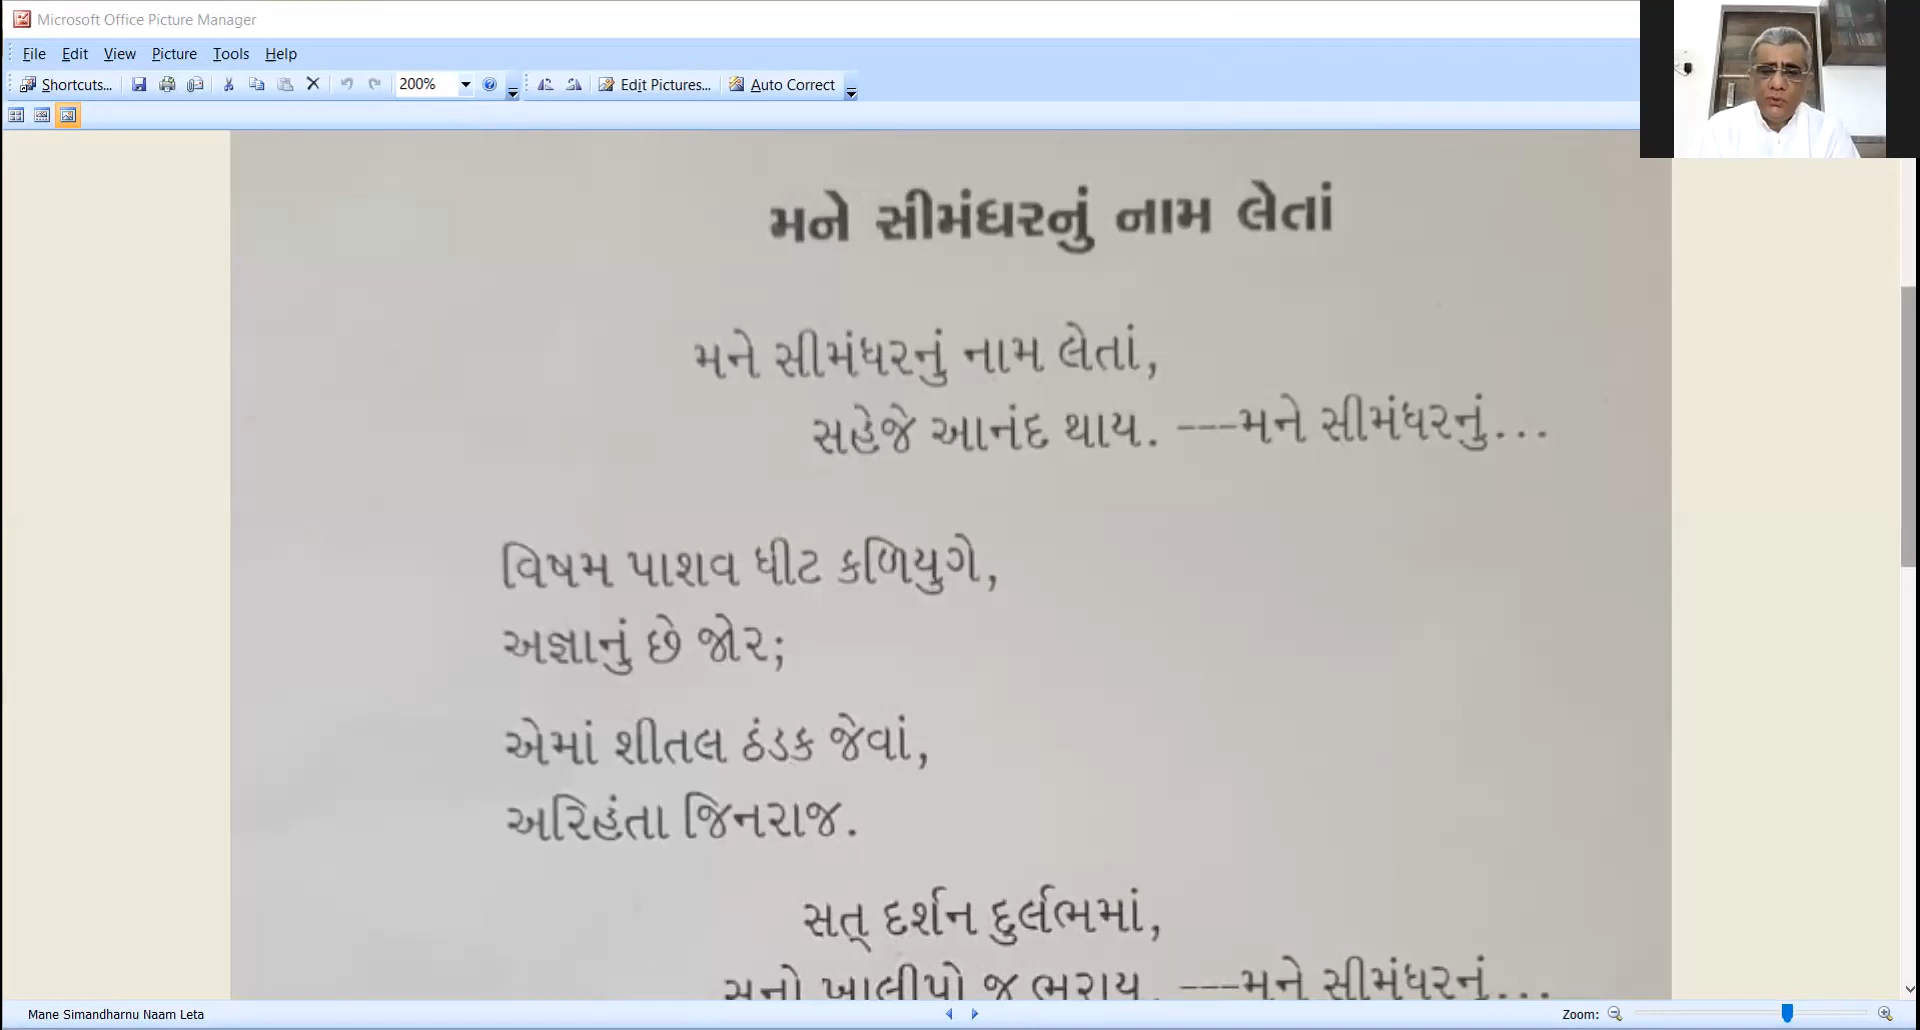 Microsoft Office Picture Manager
File Edit View Picture Tools Help
Shortcuts... 200% Edit Pictures... Auto Correct
મને સીમંધરનું નામ લેતાં
મને સીમંધરનું નામ લેતાં,
સહેજે આનંદ થાય. ---મને સીમંધરનું...
વિષમ પાશવ ધીટ કળિયુગે,
અજ્ઞાનું છે જોર;
એમાં શીતલ ઠંડક જેવાં,
અરિહંતા જિનરાજ.
સત્ દર્શન દુર્લભમાં,
સૂનો ખાલીપો જ ભરાય. ---મને સીમંધરનું...
Mane Simandharnu Naam Leta
Zoom: